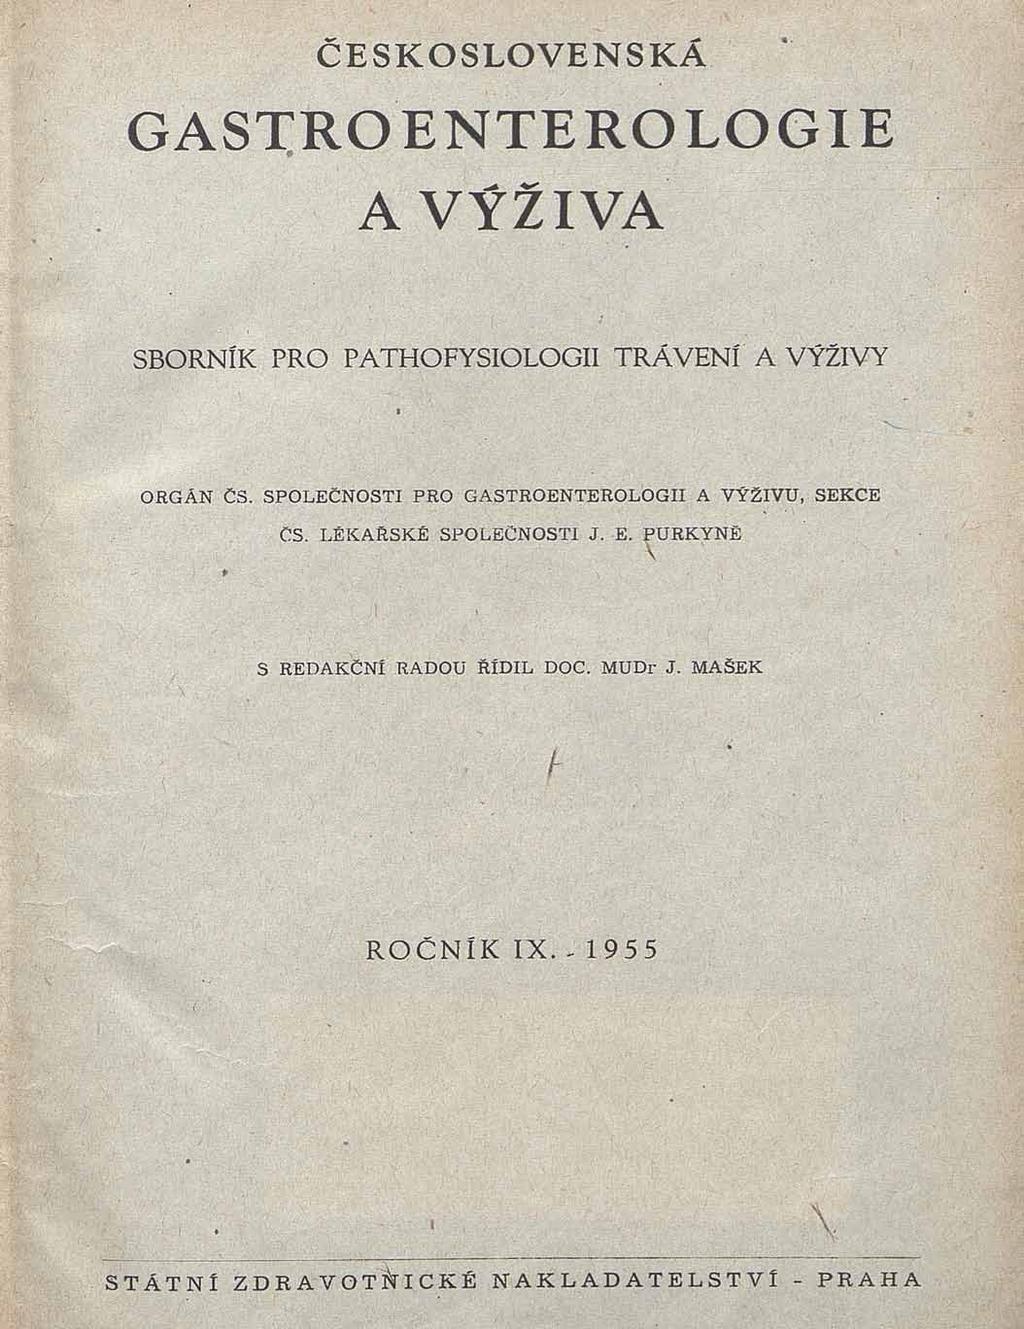 ČESKOSLOVENSKÁ
GASTROENTEROLOGIE
A VÝŽIVA
SBORNÍK PRO PATHOFYSIOLOGII TRÁVENÍ A VÝŽIVY
ORGÁN ČS. SPOLEČNOSTI PRO GASTROENTEROLOGII A VÝŽIVU, SEKCE
ČS. LÉKAŘSKÉ SPOLEČNOSTI J. E. PURKYNĚ
S REDAKČNÍ RADOU ŘÍDIL DOC. MUDr J. MAŠEK
ROČNÍK IX. - 1955
STÁTNÍ ZDRAVOTNICKÉ NAKLADATELSTVÍ - PRAHA